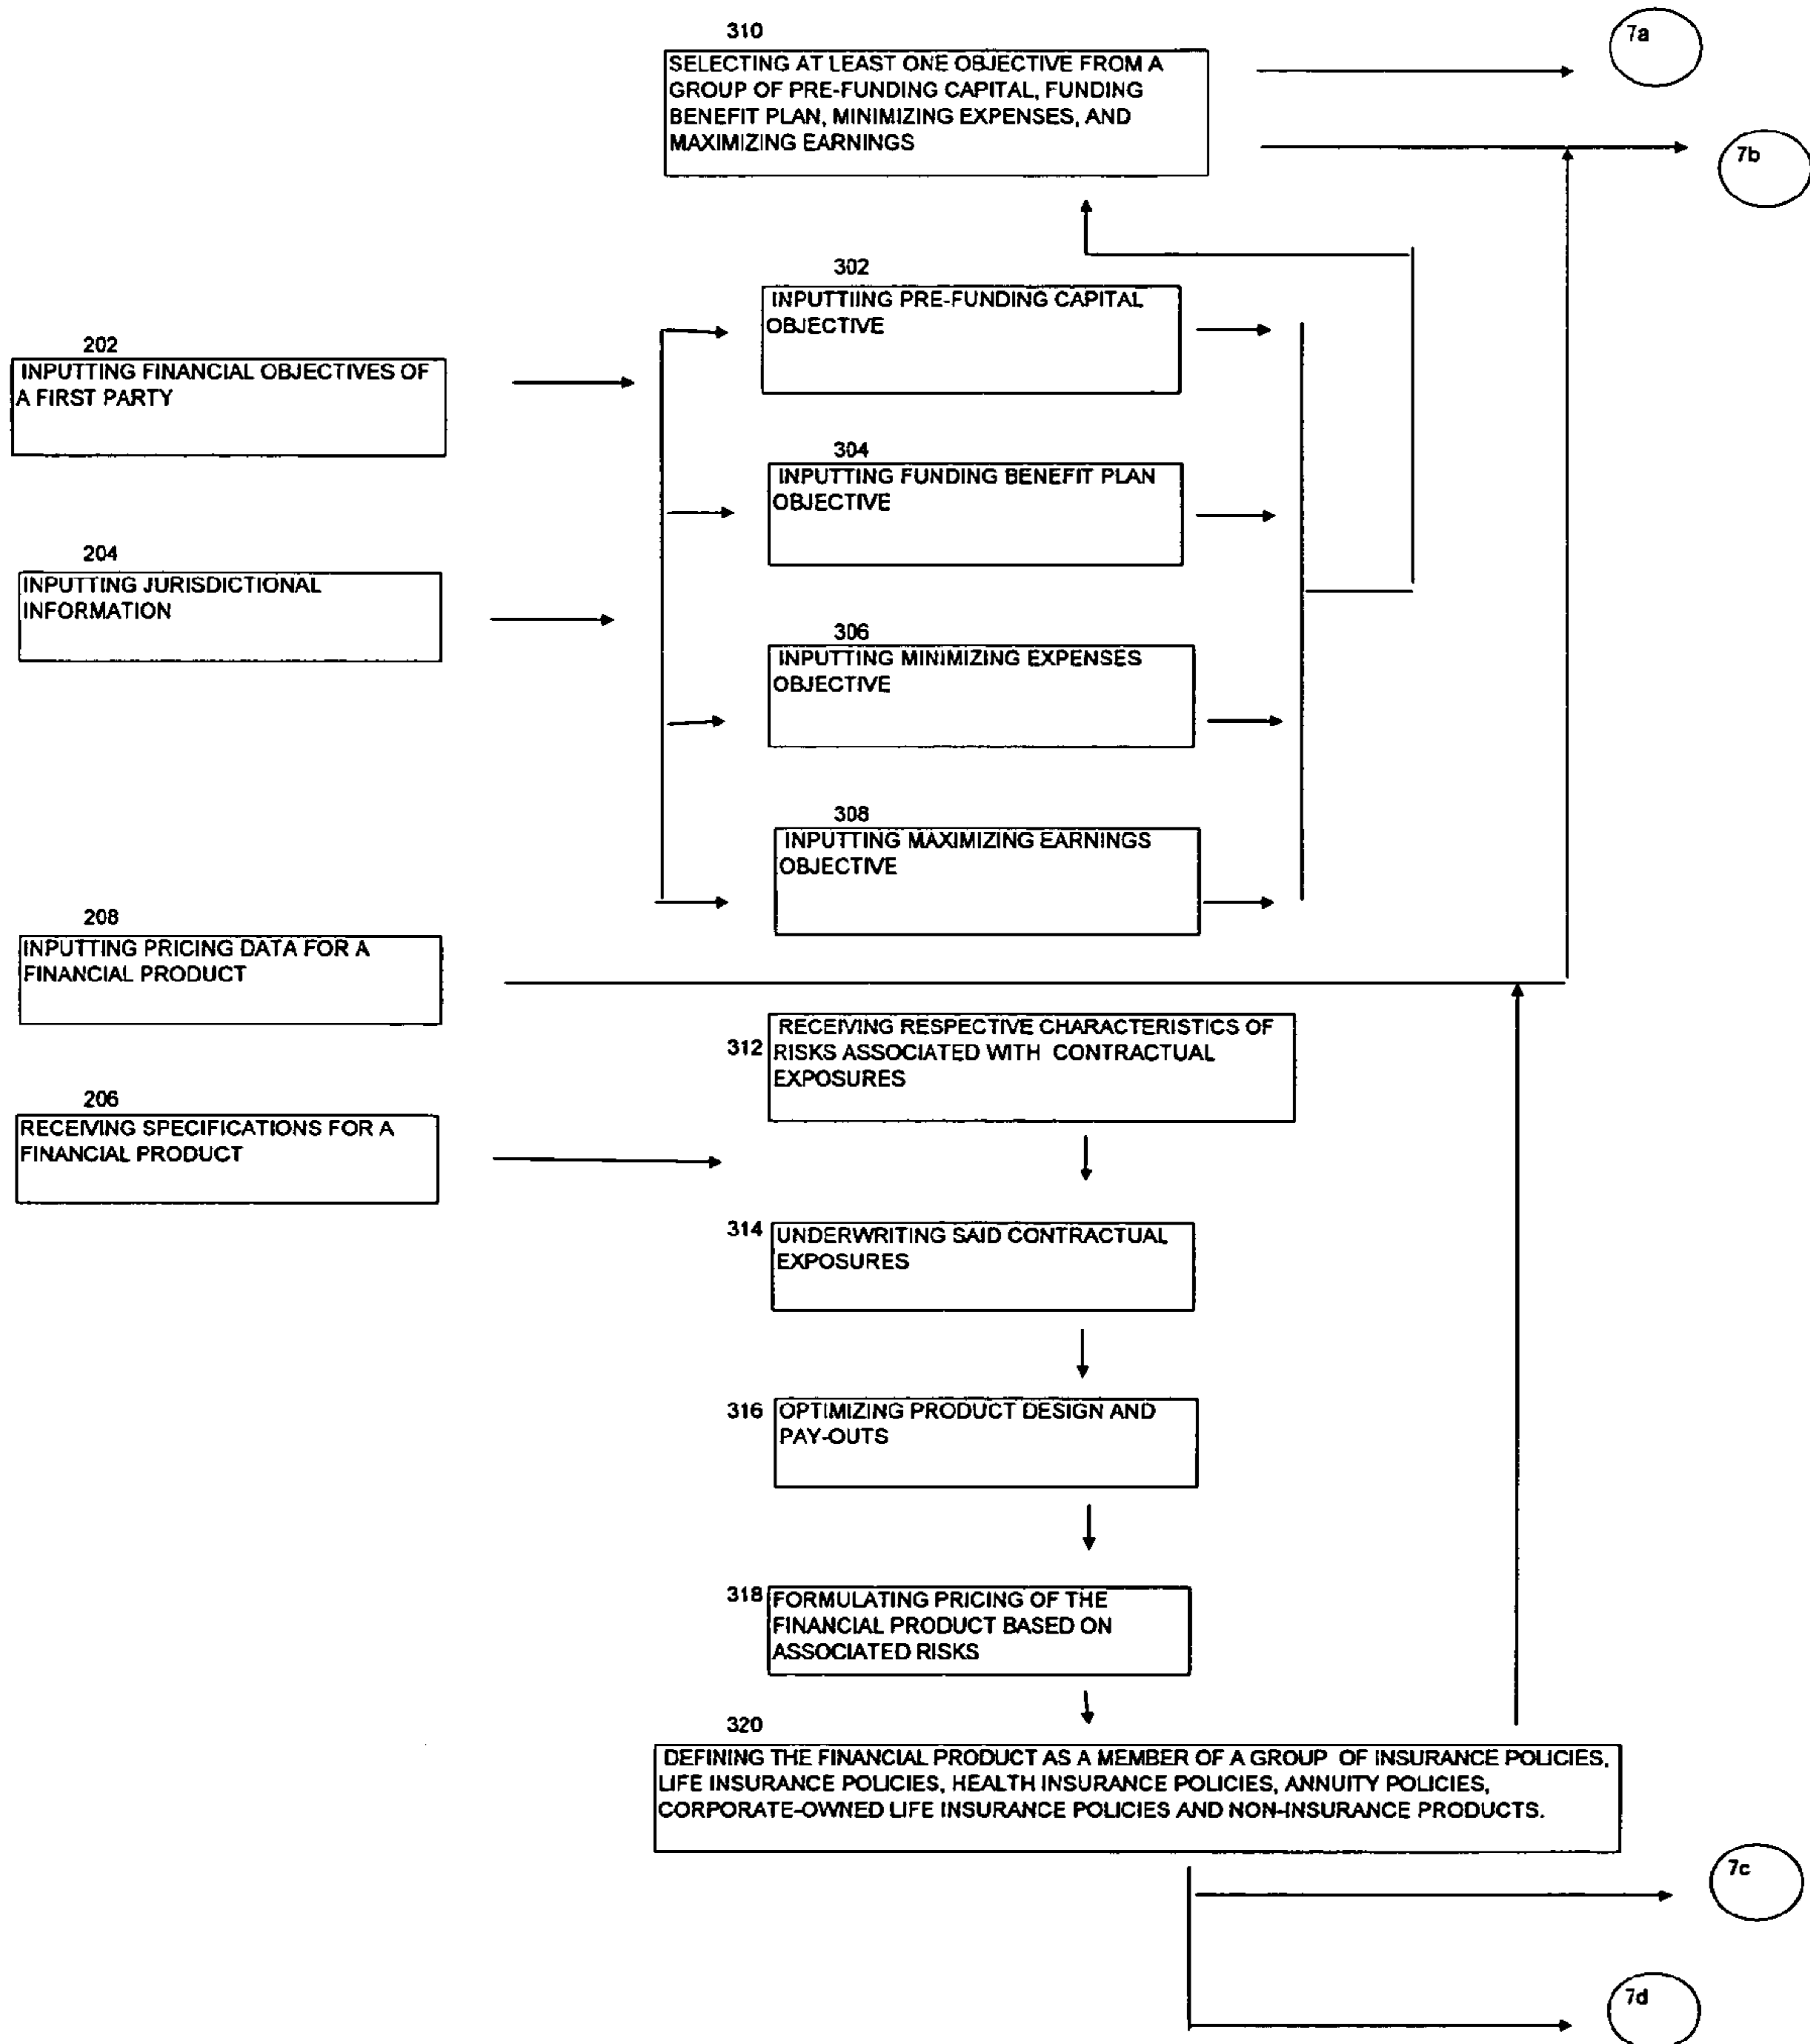 310
SELECTING AT LEAST ONE OBJECTIVE FROM A
GROUP OF PRE-FUNDING CAPITAL, FUNDING
BENEFIT PLAN, MINIMIZING EXPENSES, AND
MAXIMIZING EARNINGS
7a
7b
302
INPUTTIING PRE-FUNDING CAPITAL
OBJECTIVE
202
INPUTTING FINANCIAL OBJECTIVES OF
A FIRST PARTY
304
INPUTTING FUNDING BENEFIT PLAN
OBJECTIVE
204
INPUTTING JURISDICTIONAL
INFORMATION
306
INPUTTING MINIMIZING EXPENSES
OBJECTIVE
308
INPUTTING MAXIMIZING EARNINGS
OBJECTIVE
208
INPUTTING PRICING DATA FOR A
FINANCIAL PRODUCT
312
RECEIVING RESPECTIVE CHARACTERISTICS OF
RISKS ASSOCIATED WITH CONTRACTUAL
EXPOSURES
206
RECEIVING SPECIFICATIONS FOR A
FINANCIAL PRODUCT
314
UNDERWRITING SAID CONTRACTUAL
EXPOSURES
316
OPTIMIZING PRODUCT DESIGN AND
PAY-OUTS
318
FORMULATING PRICING OF THE
FINANCIAL PRODUCT BASED ON
ASSOCIATED RISKS
320
DEFINING THE FINANCIAL PRODUCT AS A MEMBER OF A GROUP OF INSURANCE POLICIES,
LIFE INSURANCE POLICIES, HEALTH INSURANCE POLICIES, ANNUITY POLICIES,
CORPORATE-OWNED LIFE INSURANCE POLICIES AND NON-INSURANCE PRODUCTS.
7c
7d